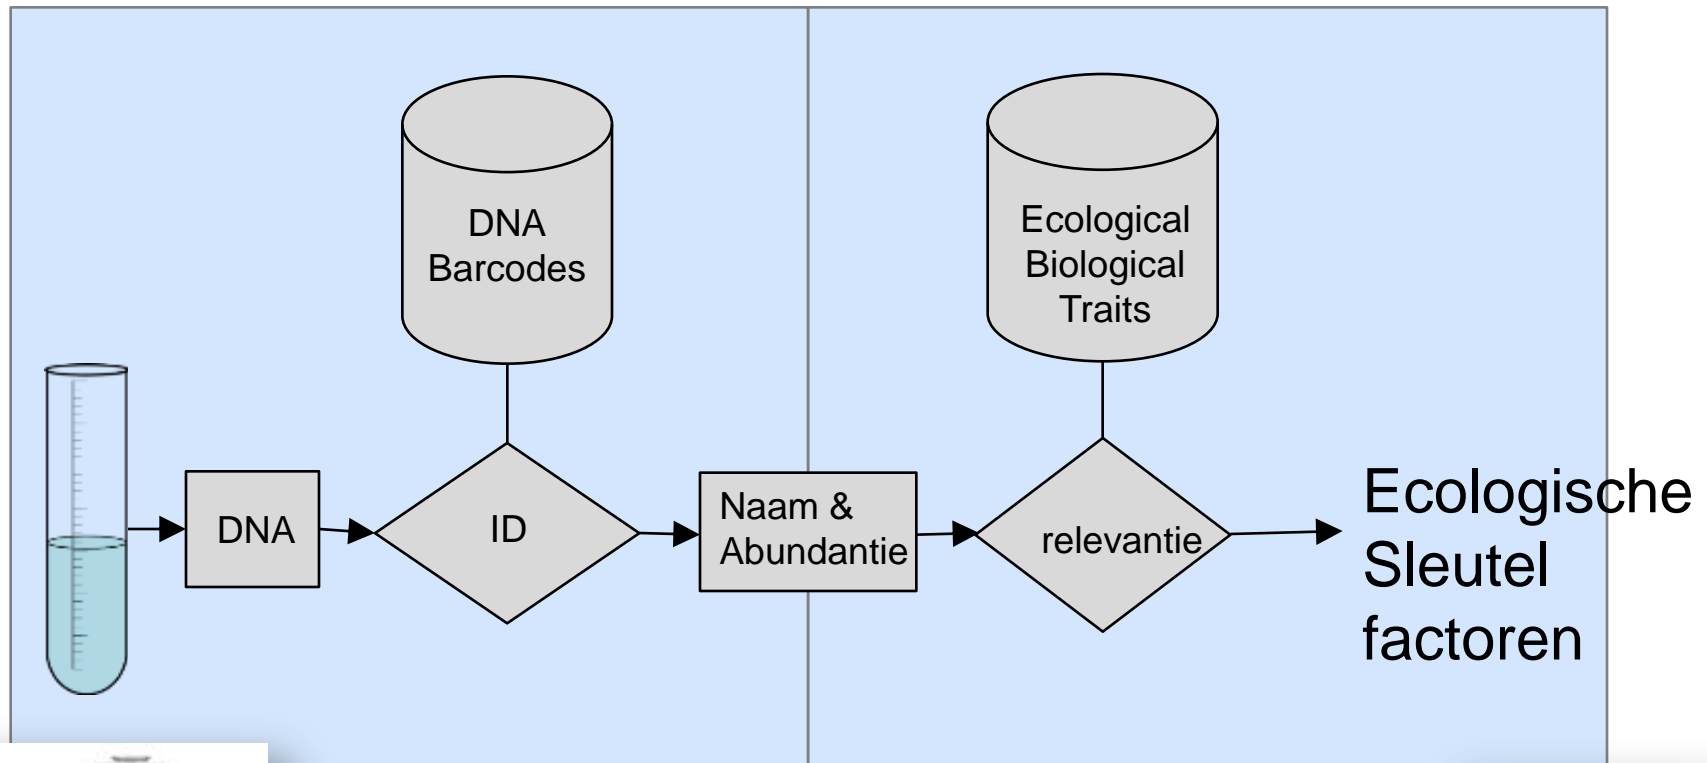 DNA
Barcodes
Ecological
Biological
Traits
DNA
ID
Naam &
Abundantie
relevantie
Ecologische
Sleutel
factoren